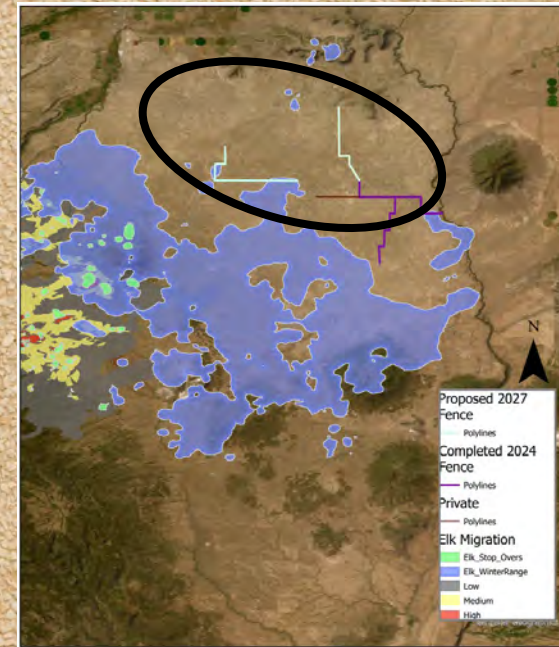 N
Proposed 2027
Fence
Polylines
Completed 2024
Fence
Polylines
Private
Polylines
Elk Migration
Elk_Stop_Overs
Elk_WinterRange
Low
Medium
High